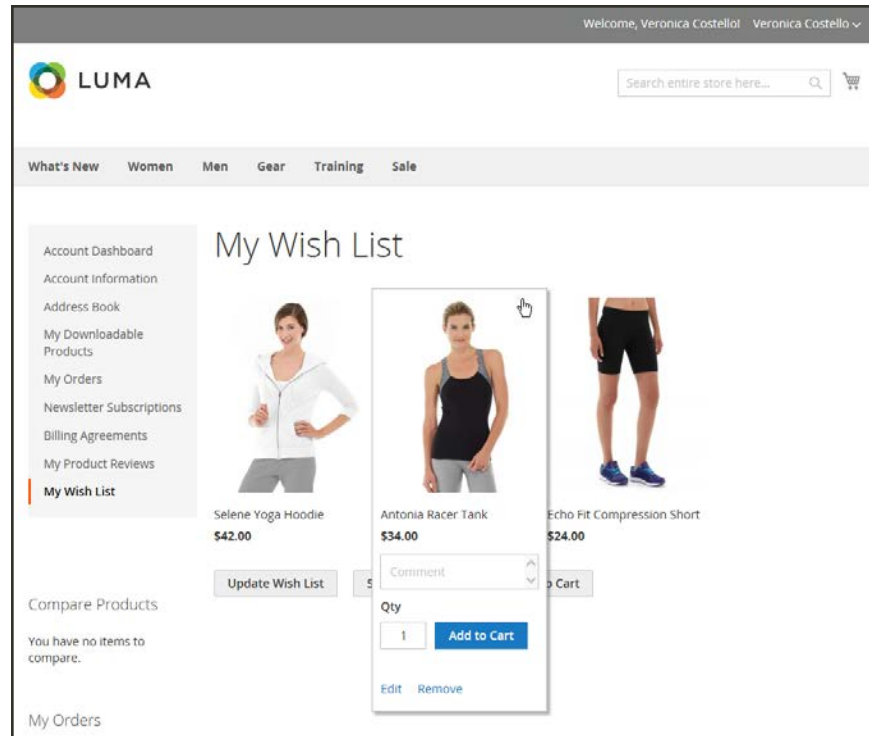 Welcome, Veronica Costello! Veronica Costello
LUMA
Search entire store here...
What's New Women Men Gear Training Sale
Account Dashboard
Account Information
Address Book
My Downloadable
Products
My Orders
Newsletter Subscriptions
Billing Agreements
My Product Reviews
My Wish List
Compare Products
You have no items to
compare.
My Orders
My Wish List
Selene Yoga Hoodie
$42.00
Antonia Racer Tank
$34.00
Comment
Qty
1 Add to Cart
Edit Remove
Echo Fit Compression Short
$24.00
Update Wish List
Cart